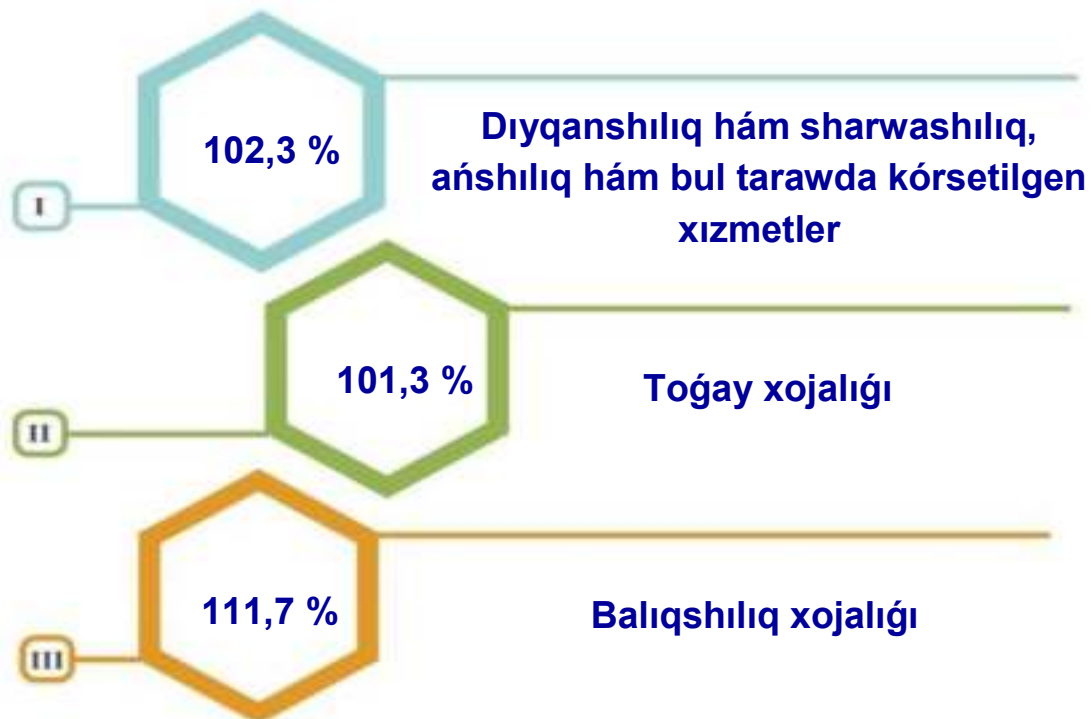 102,3 %
Dıyqanshılıq hám sharwashılıq,
ańshılıq hám bul tarawda kórsetilgen
xızmetler
I
101,3 %
Toǵay xojalıǵı
II
111,7 %
Balıqshılıq xojalıǵı
III